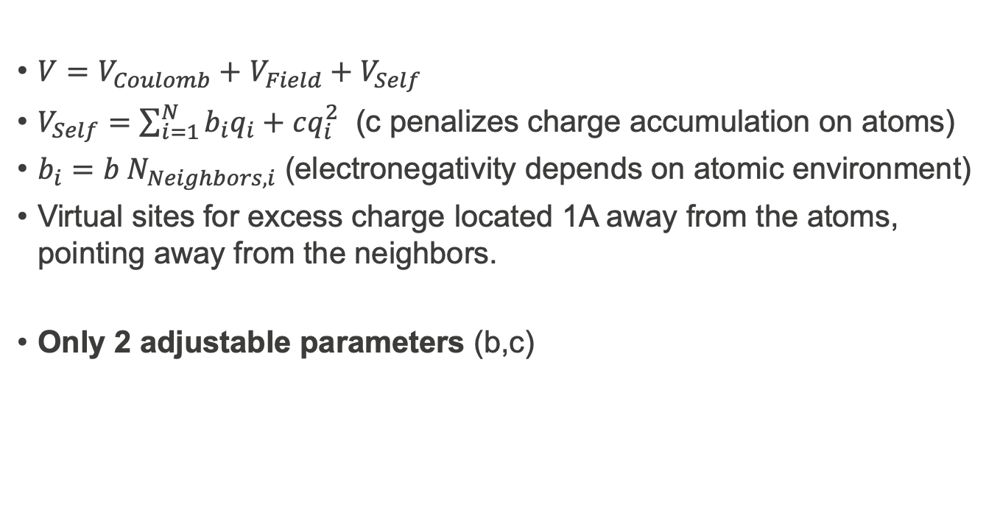 • V = V_{Coulomb} + V_{Field} + V_{Self}
• V_{Self} = ∑_{i=1}^{N} b_i q_i + c q_i^2 (c penalizes charge accumulation on atoms)
• b_i = b N_{Neighbors,i} (electronegativity depends on atomic environment)
• Virtual sites for excess charge located 1A away from the atoms,
pointing away from the neighbors.
• Only 2 adjustable parameters (b,c)